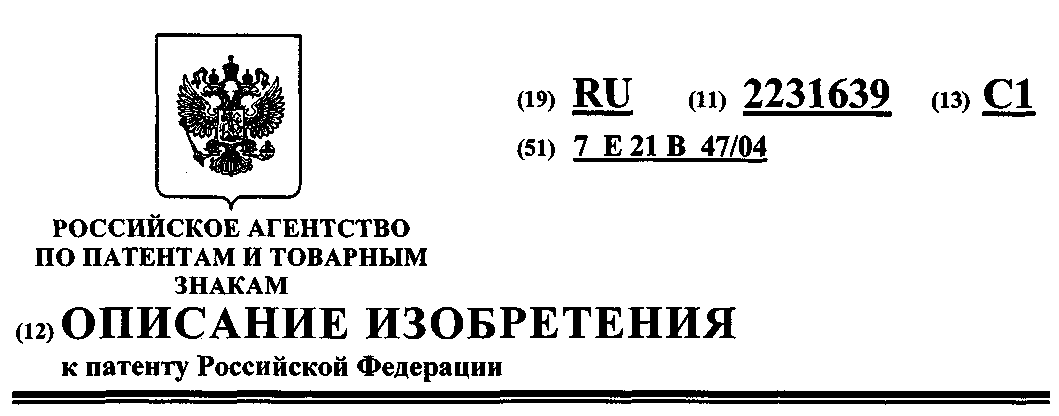 (19) RU (11) 2231639 (13) C1
(51) 7 E 21 B 47/04
РОССИЙСКОЕ АГЕНТСТВО
ПО ПАТЕНТАМ И ТОВАРНЫМ
ЗНАКАМ
(12) ОПИСАНИЕ ИЗОБРЕТЕНИЯ
к патенту Российской Федерации